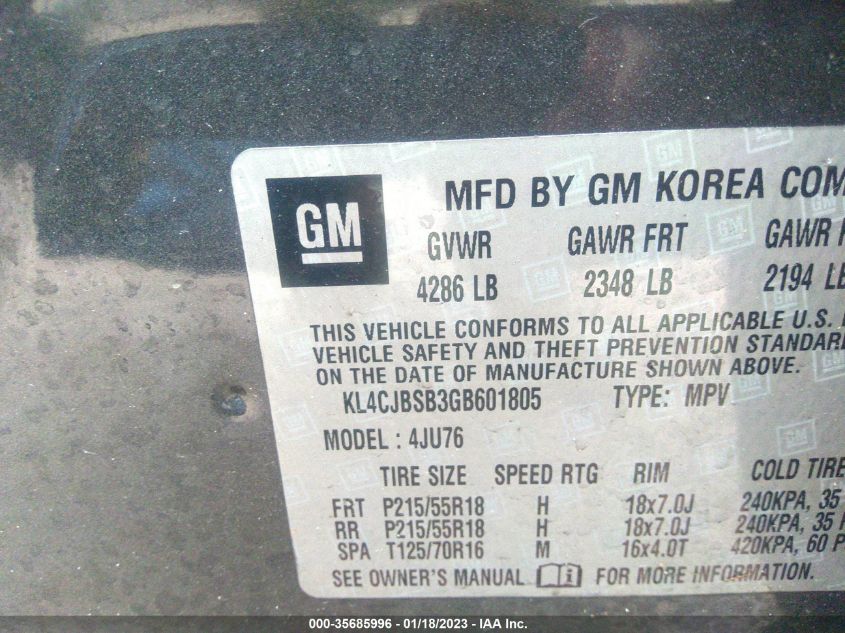 GM
MFD BY GM KOREA COM
GVWR GAWR FRT GAWR
4286 LB 2348 LB 2194 LB
THIS VEHICLE CONFORMS TO ALL APPLICABLE U.S.
VEHICLE SAFETY AND THEFT PREVENTION STANDAR
ON THE DATE OF MANUFACTURE SHOWN ABOVE.
KL4CJBSB3GB601805 TYPE: MPV
MODEL : 4JU76
TIRE SIZE SPEED RTG RIM COLD TIRE
FRT P215/55R18 H 18x7.0J 240KPA, 35
RR P215/55R18 H 18x7.0J 240KPA, 35
SPA T125/70R16 M 16x4.0T 420KPA, 60 P
SEE OWNER'S MANUAL FOR MORE INFORMATION.
000-35685996 - 01/18/2023 - IAA Inc.